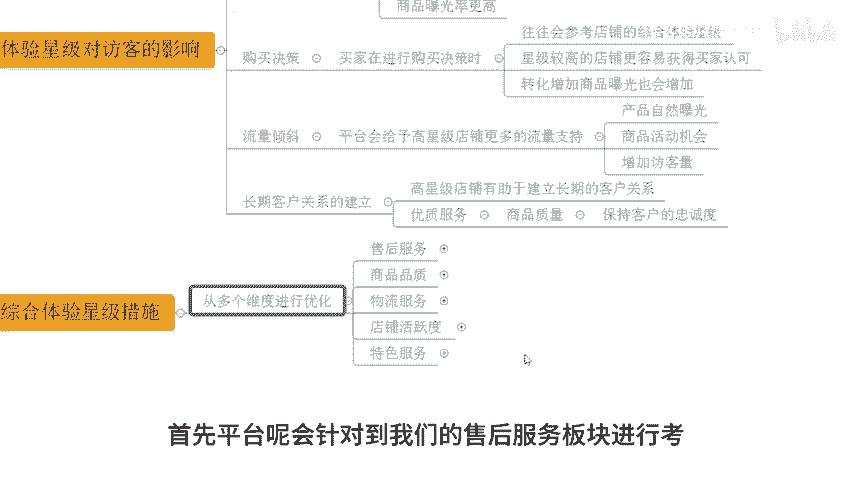 商品曝光率更高
体验星级对访客的影响
购买决策
买家在进行购买决策时
往往会参考店铺的综合体验星级
星级较高的店铺更容易获得买家认可
转化增加商品曝光也会增加
流量倾斜
平台会给予高星级店铺更多的流量支持
产品自然曝光
商品活动机会
增加访客量
长期客户关系的建立
高星级店铺有助于建立长期的客户关系
优质服务
商品质量
保持客户的忠诚度
综合体验星级措施
从多个维度进行优化
售后服务
商品品质
物流服务
店铺活跃度
特色服务
首先平台呢会针对到我们的售后服务板块进行考